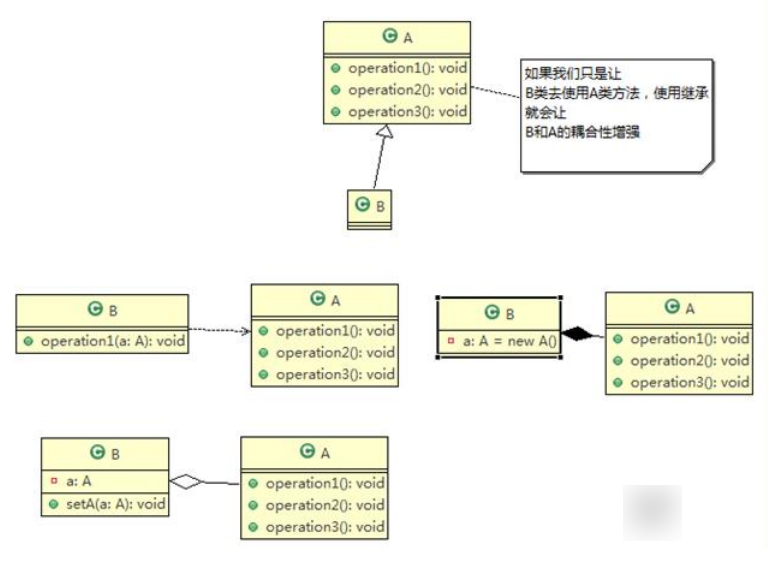 A
operation1(): void
operation2(): void
operation3(): void
如果我们只是让
B类去使用A类方法，使用继承
就会让
B和A的耦合性增强
B
B
operation1(a: A): void
A
operation1(): void
operation2(): void
operation3(): void
B
a: A = new A()
A
operation1(): void
operation2(): void
operation3(): void
B
a: A
setA(a: A): void
A
operation1(): void
operation2(): void
operation3(): void